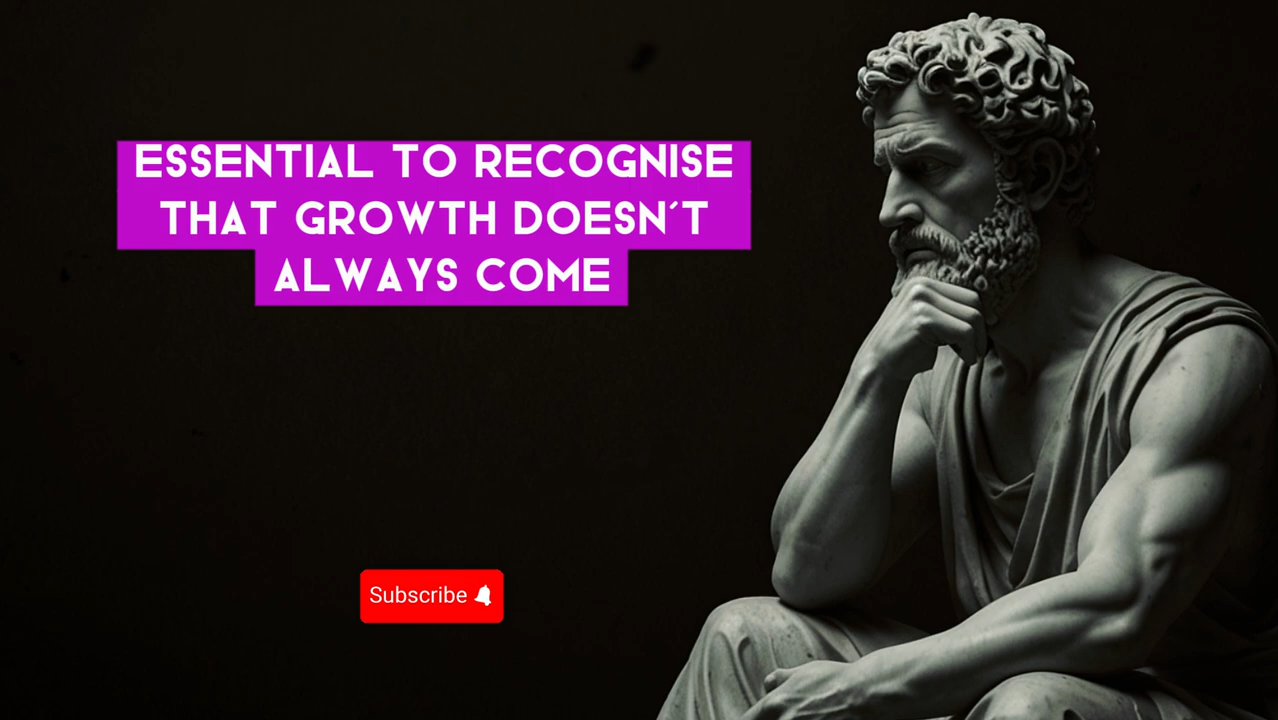 ESSENTIAL TO RECOGNISE
THAT GROWTH DOESN'T
ALWAYS COME
Subscribe